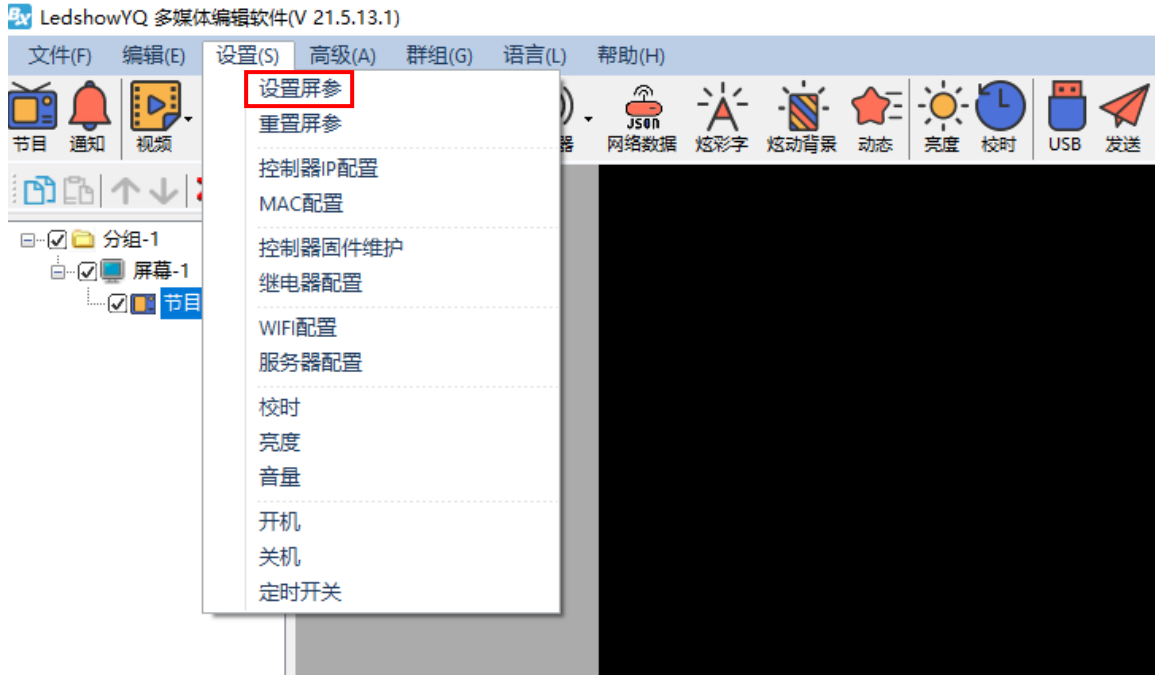 LedshowYQ 多媒体编辑软件(V 21.5.13.1)
文件(F) 编辑(E) 设置(S) 高级(A) 群组(G) 语言(L) 帮助(H)
节目 通知 视频 器 网络数据 炫彩字 炫动背景 动态 亮度 校时 USB 发送
JSON
设置屏参
重置屏参
控制器IP配置
MAC配置
控制器固件维护
继电器配置
WIFI配置
服务器配置
校时
亮度
音量
开机
关机
定时开关
分组-1
屏幕-1
节目